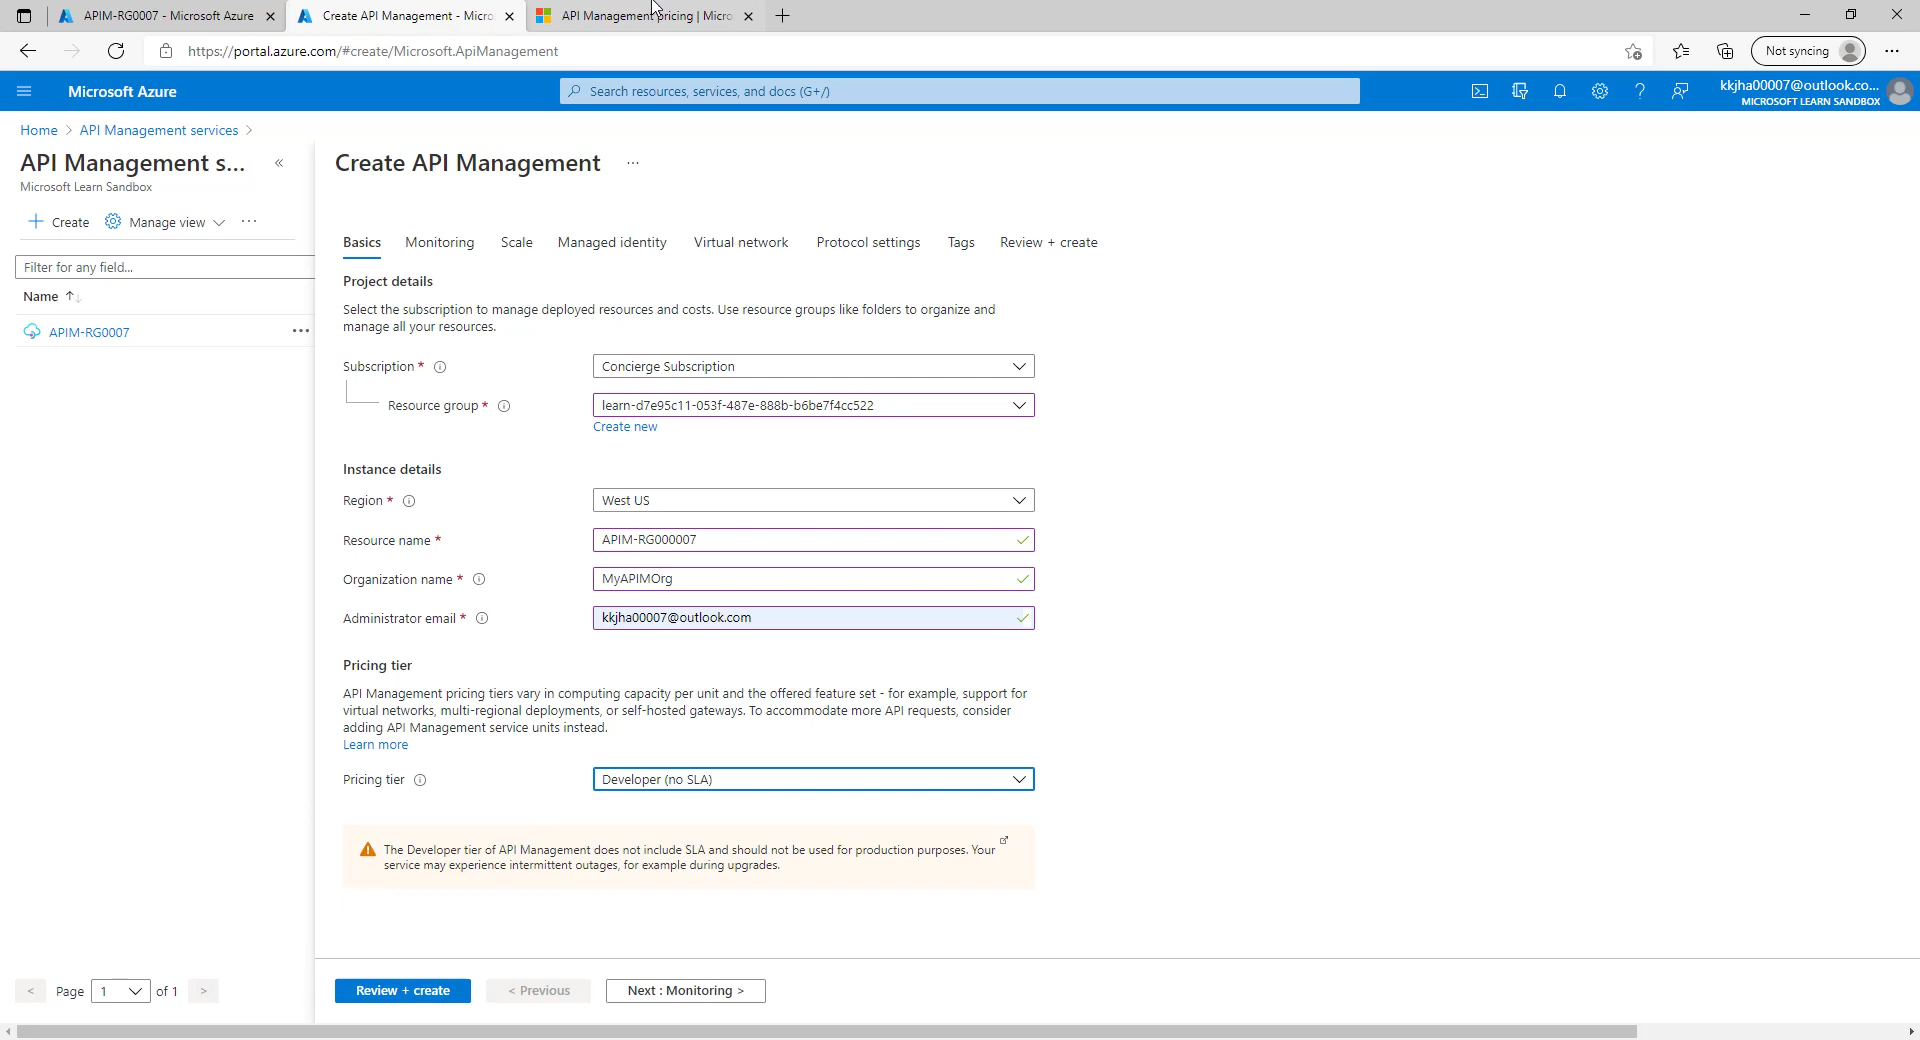 APIM-RG0007 - Microsoft Azure
Create API Management - Micro
API Management pricing | Micro
https://portal.azure.com/#create/Microsoft.ApiManagement
Not syncing
Microsoft Azure
Search resources, services, and docs (G+/)
kkjha00007@outlook.co...
MICROSOFT LEARN SANDBOX
Home > API Management services >
API Management s...
Microsoft Learn Sandbox
Create
Manage view
Filter for any field...
Name
APIM-RG0007
Page 1 of 1
Create API Management
Basics
Monitoring
Scale
Managed identity
Virtual network
Protocol settings
Tags
Review + create
Project details
Select the subscription to manage deployed resources and costs. Use resource groups like folders to organize and
manage all your resources.
Subscription *
Concierge Subscription
Resource group *
learn-d7e95c11-053f-487e-888b-b6be7f4cc522
Create new
Instance details
Region *
West US
Resource name *
APIM-RG000007
Organization name *
MyAPIMOrg
Administrator email *
kkjha00007@outlook.com
Pricing tier
API Management pricing tiers vary in computing capacity per unit and the offered feature set - for example, support for
virtual networks, multi-regional deployments, or self-hosted gateways. To accommodate more API requests, consider
adding API Management service units instead.
Learn more
Pricing tier
Developer (no SLA)
The Developer tier of API Management does not include SLA and should not be used for production purposes. Your
service may experience intermittent outages, for example during upgrades.
Review + create
< Previous
Next : Monitoring >